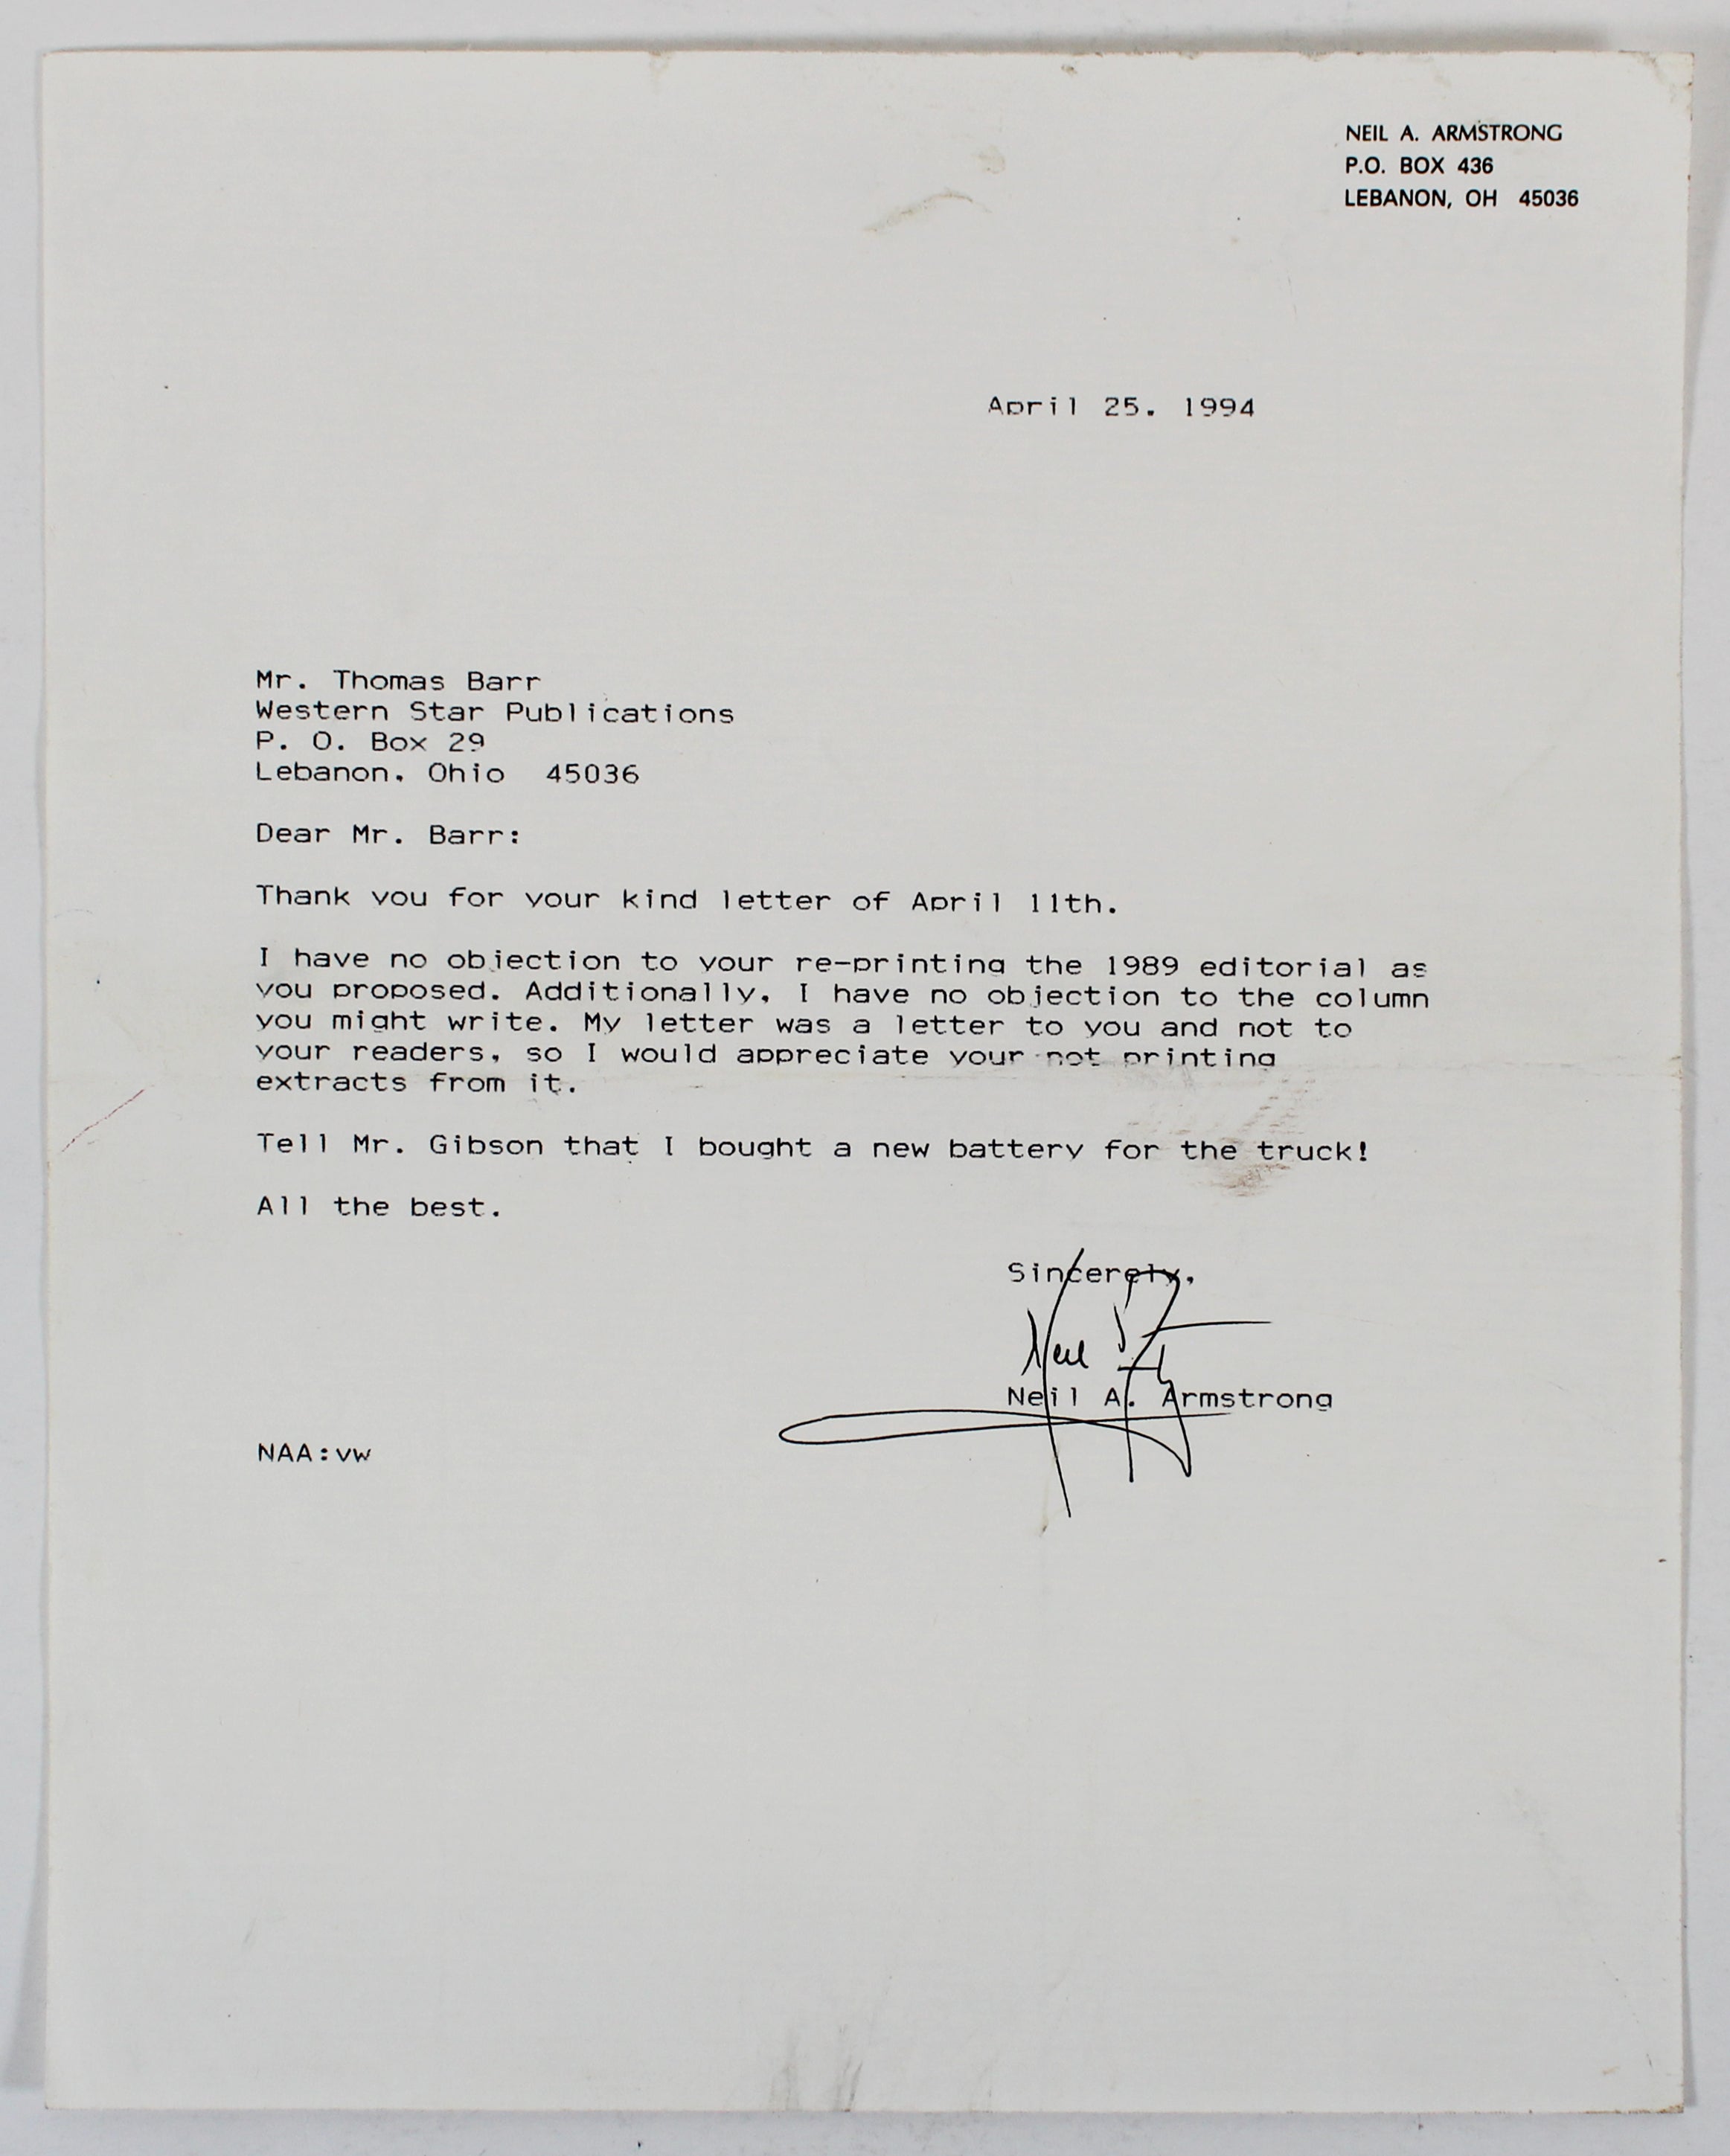 NEIL A. ARMSTRONG
P.O. BOX 436
LEBANON, OH 45036
April 25. 1994
Mr. Thomas Barr
Western Star Publications
P. O. Box 29
Lebanon, Ohio 45036
Dear Mr. Barr:
Thank you for your kind letter of April 11th.
I have no objection to your re-printing the 1989 editorial as
you proposed. Additionally, I have no objection to the column
you might write. My letter was a letter to you and not to
your readers, so I would appreciate your not printing
extracts from it.
Tell Mr. Gibson that I bought a new battery for the truck!
All the best.
Sincerely,
Neil
Neil A. Armstrong
NAA:vw